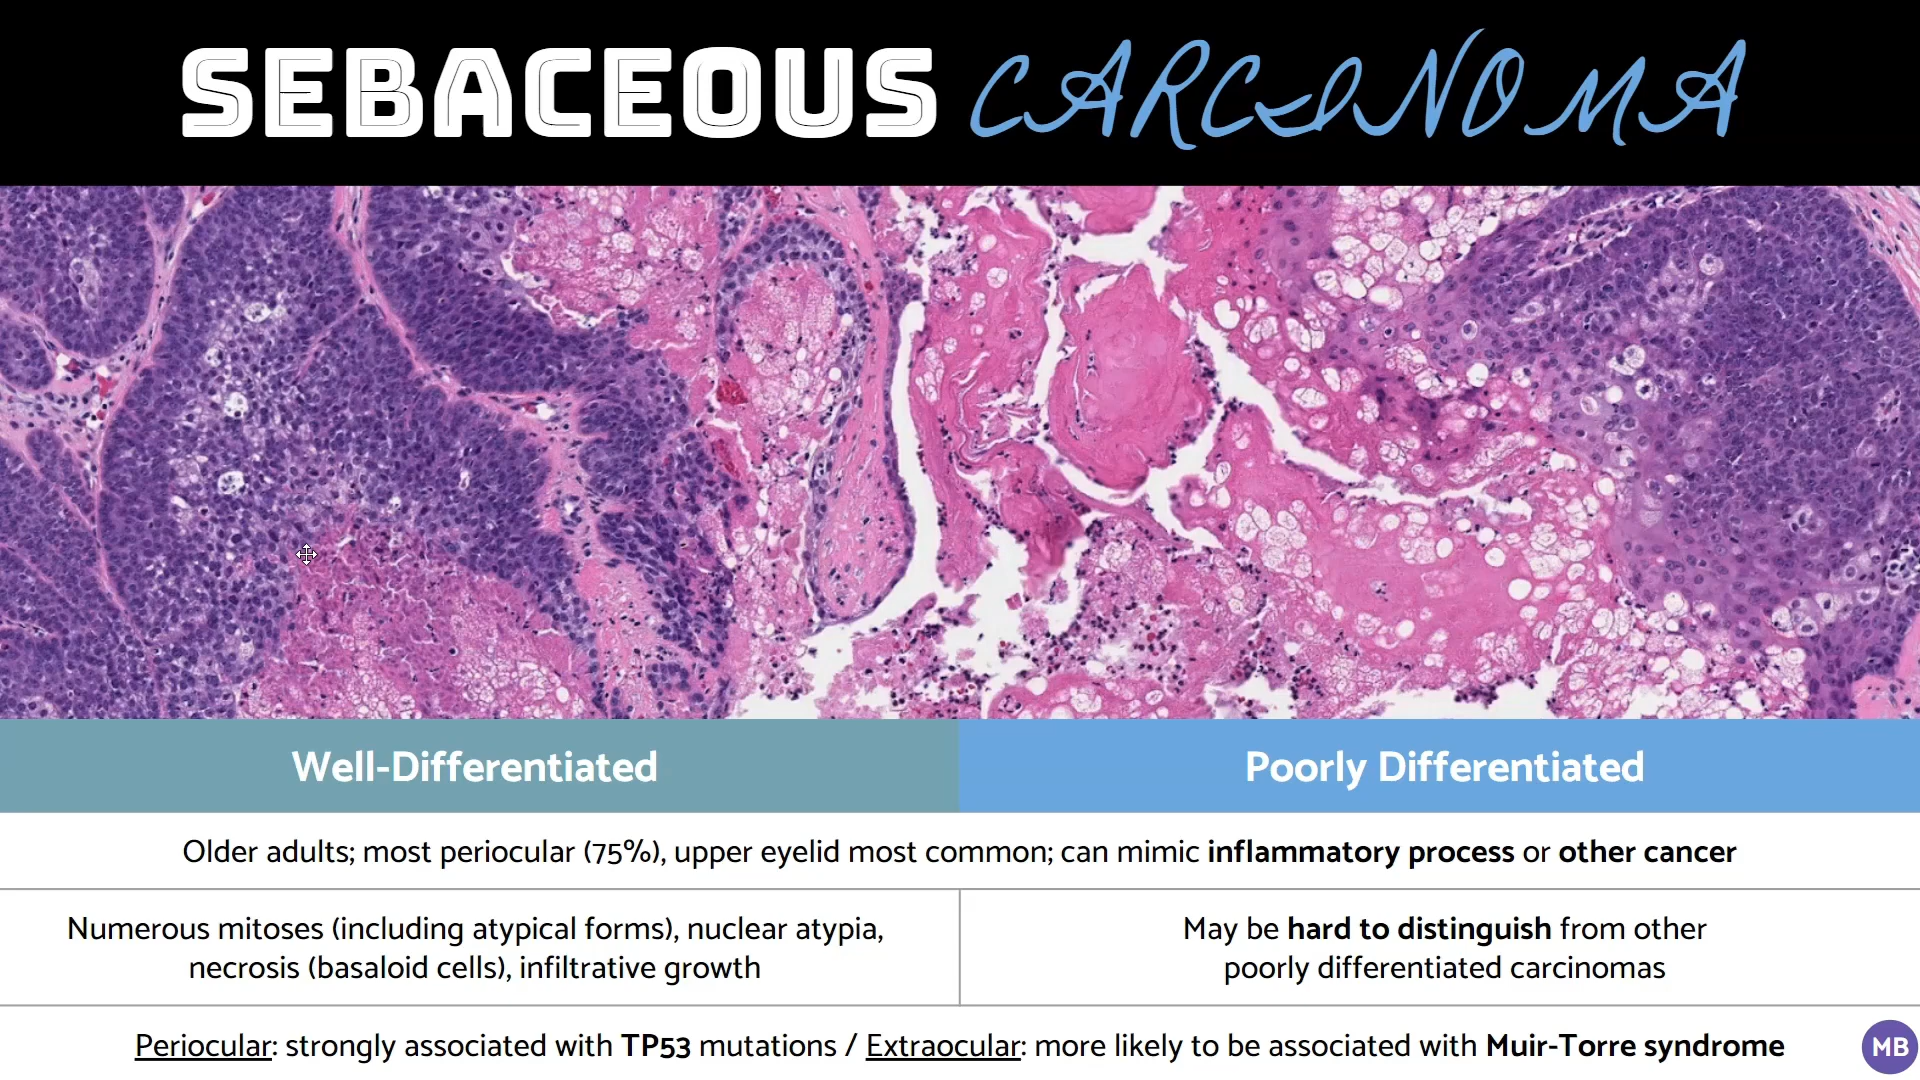 SEBACEOUS CARCINOMA
Well-Differentiated
Poorly Differentiated
Older adults; most periocular (75%), upper eyelid most common; can mimic inflammatory process or other cancer
Numerous mitoses (including atypical forms), nuclear atypia,
necrosis (basaloid cells), infiltrative growth
May be hard to distinguish from other
poorly differentiated carcinomas
Periocular: strongly associated with TP53 mutations / Extraocular: more likely to be associated with Muir-Torre syndrome
MB